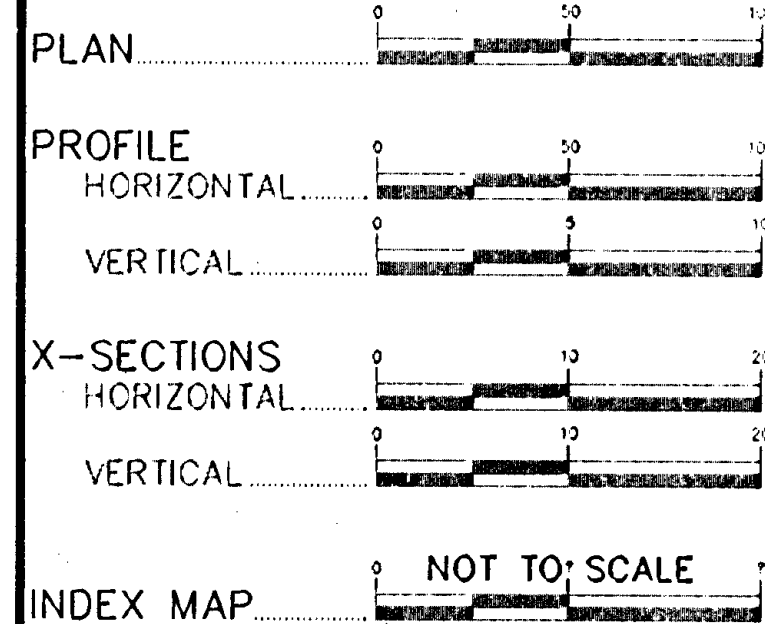 0 50
PLAN
0 50
PROFILE
HORIZONTAL
0 5
VERTICAL
0 10
X-SECTIONS
HORIZONTAL
0 10
VERTICAL
0 ? ?
NOT TO SCALE
INDEX MAP